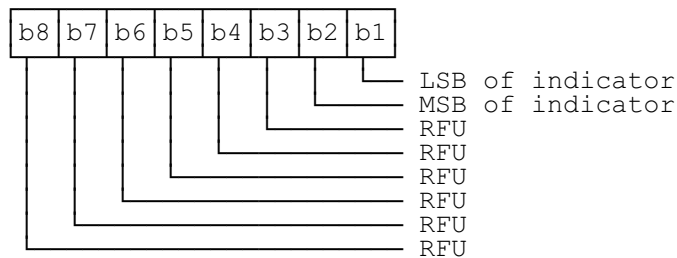 b8 b7 b6 b5 b4 b3 b2 b1
LSB of indicator
MSB of indicator
RFU
RFU
RFU
RFU
RFU
RFU